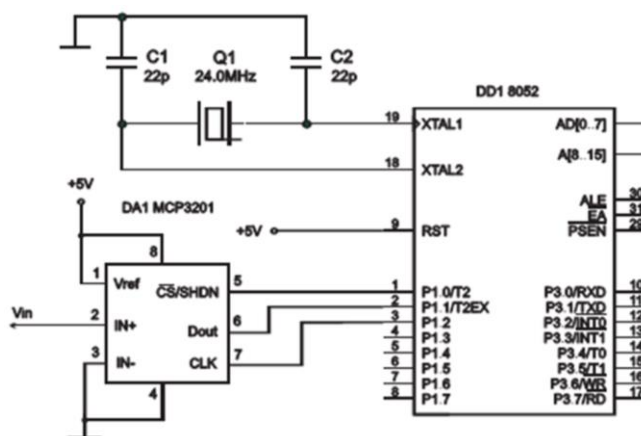 C1
22p
Q1
24.0MHz
C2
22p
DD1 8052
19
XTAL1
18
XTAL2
9
RST
+5V
AD[0..7]
A[8..15]
ALE
30
EA
31
PSEN
29
+5V
DA1 MCP3201
8
1
Vref
CS/SHDN
5
Vin
2
IN+
Dout
6
3
IN-
CLK
7
4
1
P1.0/T2
2
P1.1/T2EX
3
P1.2
4
P1.3
5
P1.4
6
P1.5
7
P1.6
8
P1.7
P3.0/RXD
10
P3.1/TXD
11
P3.2/INT0
12
P3.3/INT1
13
P3.4/T0
14
P3.5/T1
15
P3.6/WR
16
P3.7/RD
17